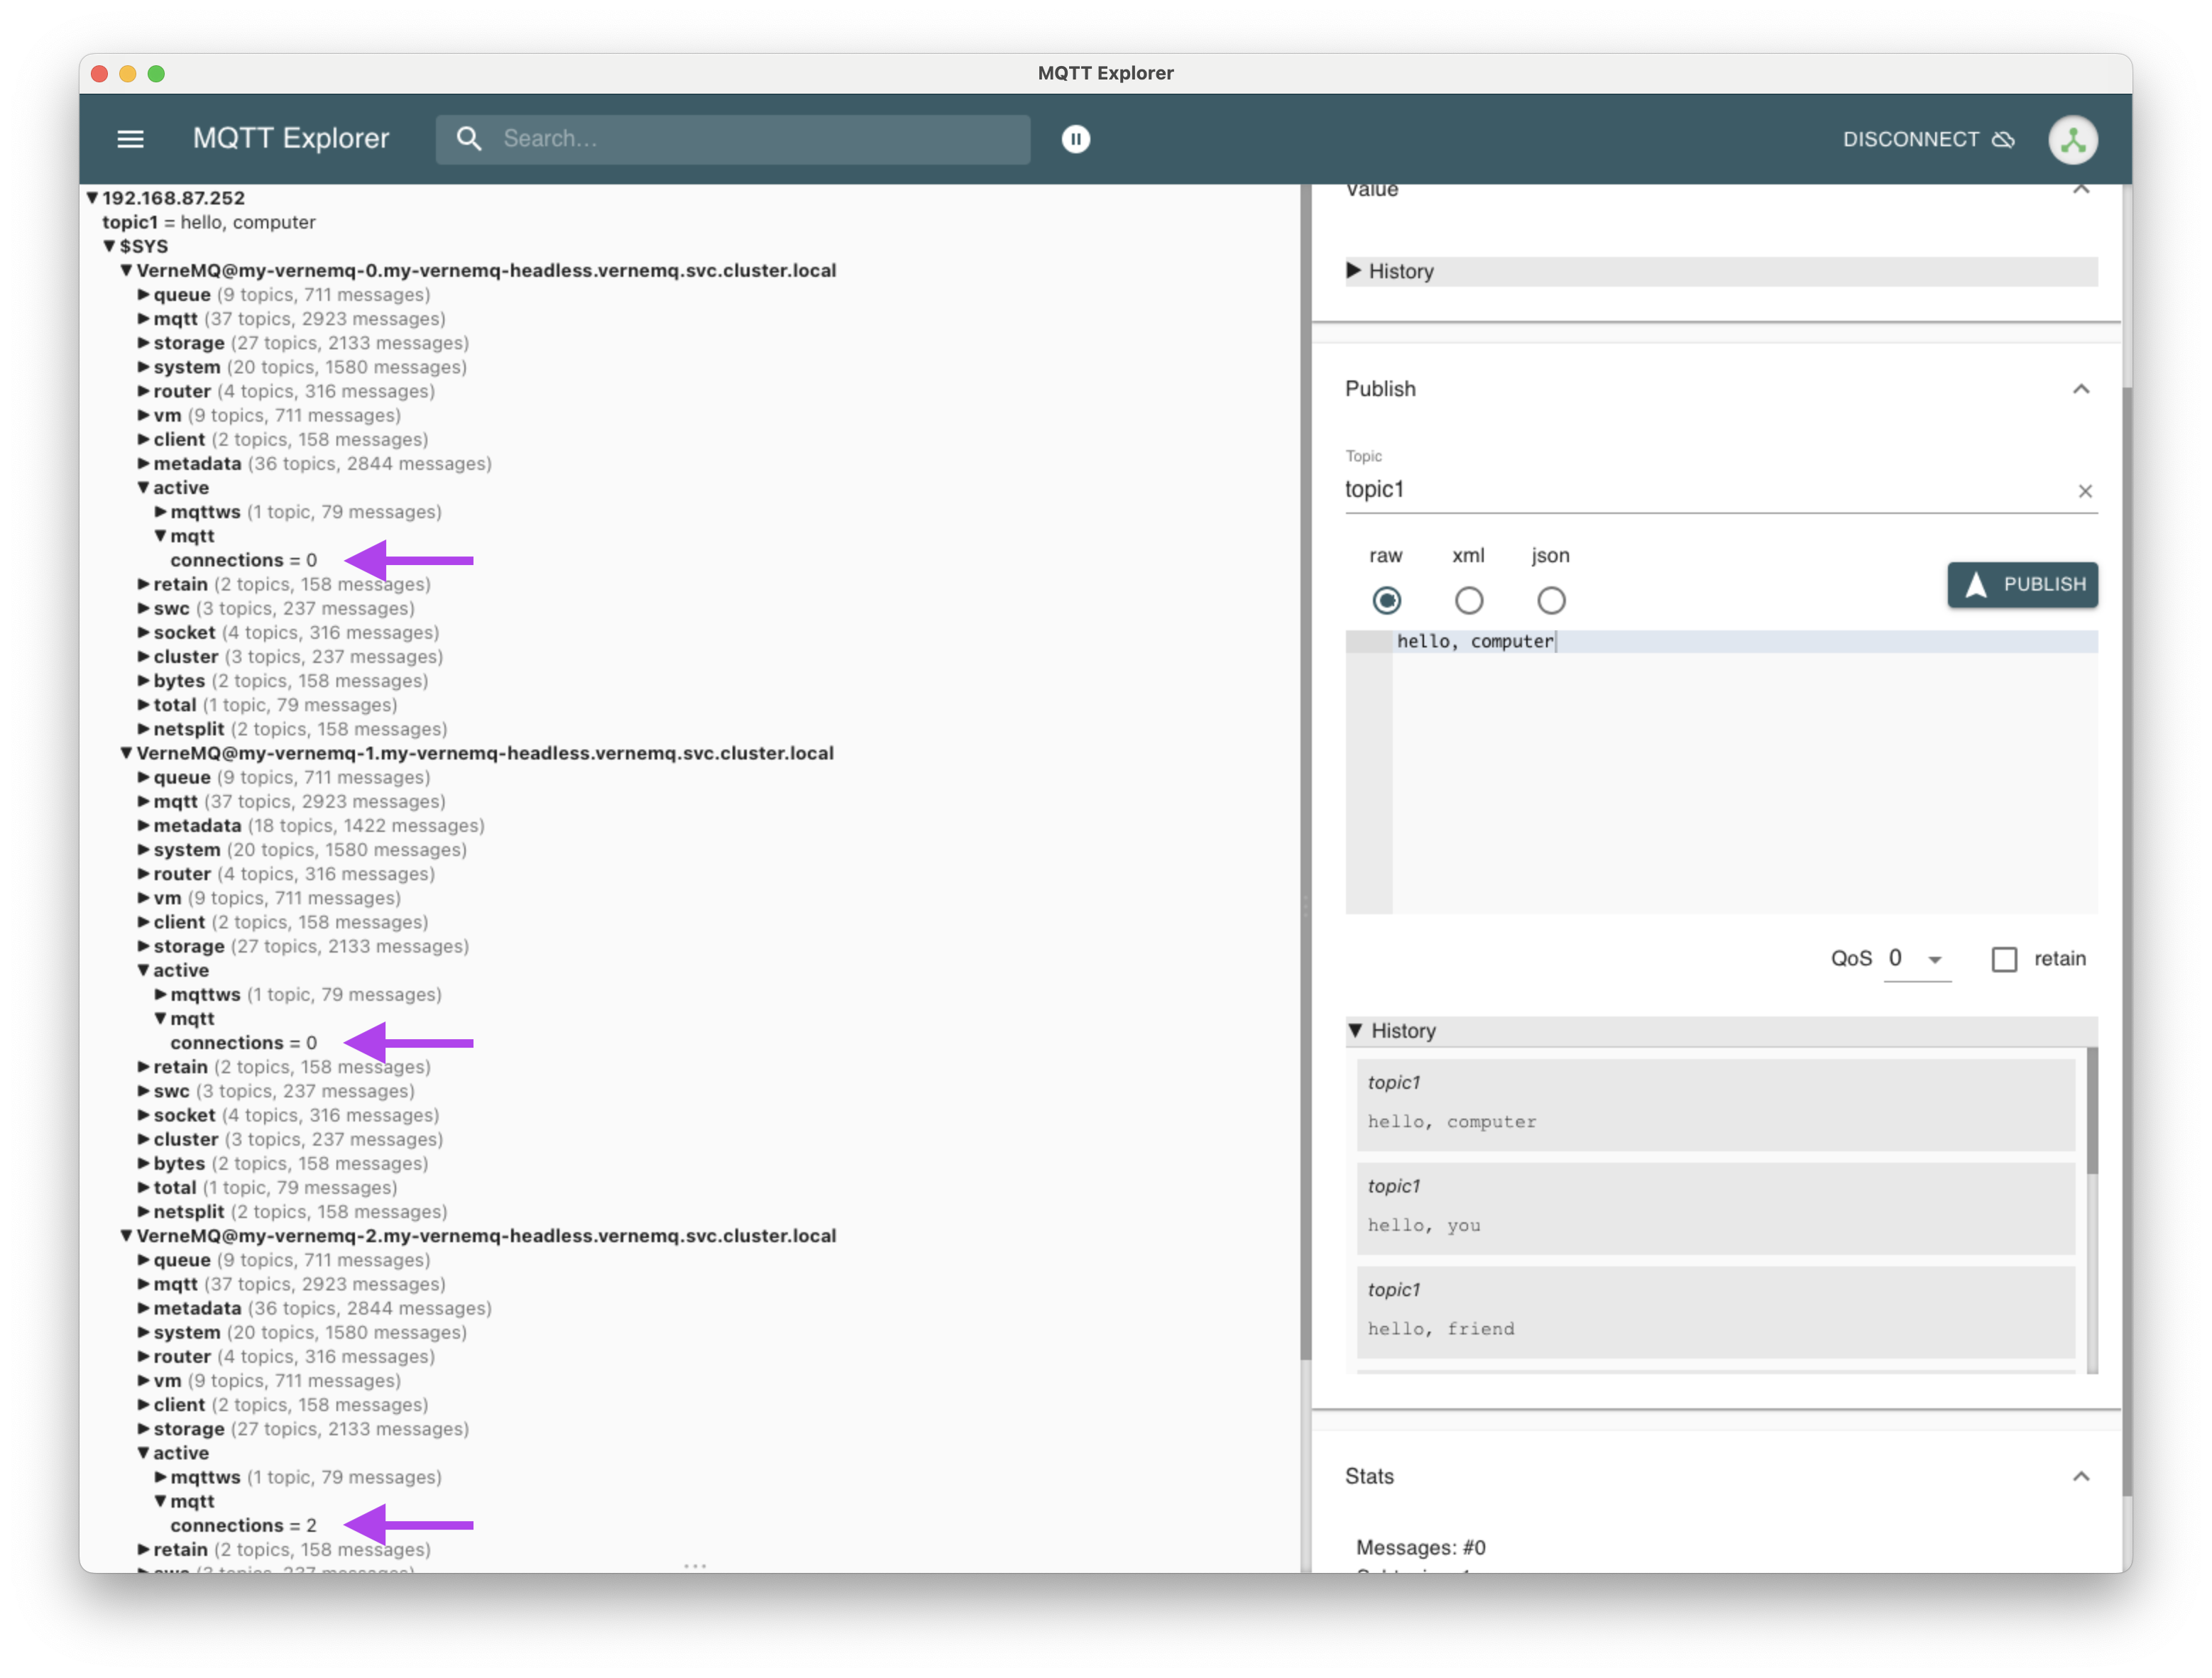 MQTT Explorer
MQTT Explorer
Search...
DISCONNECT
192.168.87.252
topic1 = hello, computer
$SYS
VerneMQ@my-vernemq-0.my-vernemq-headless.vernemq.svc.cluster.local
queue (9 topics, 711 messages)
mqtt (37 topics, 2923 messages)
storage (27 topics, 2133 messages)
system (20 topics, 1580 messages)
router (4 topics, 316 messages)
vm (9 topics, 711 messages)
client (2 topics, 158 messages)
metadata (36 topics, 2844 messages)
active
mqttws (1 topic, 79 messages)
mqtt
connections = 0
retain (2 topics, 158 messages)
swc (3 topics, 237 messages)
socket (4 topics, 316 messages)
cluster (3 topics, 237 messages)
bytes (2 topics, 158 messages)
total (1 topic, 79 messages)
netsplit (2 topics, 158 messages)
VerneMQ@my-vernemq-1.my-vernemq-headless.vernemq.svc.cluster.local
queue (9 topics, 711 messages)
mqtt (37 topics, 2923 messages)
metadata (18 topics, 1422 messages)
system (20 topics, 1580 messages)
router (4 topics, 316 messages)
vm (9 topics, 711 messages)
client (2 topics, 158 messages)
storage (27 topics, 2133 messages)
active
mqttws (1 topic, 79 messages)
mqtt
connections = 0
retain (2 topics, 158 messages)
swc (3 topics, 237 messages)
socket (4 topics, 316 messages)
cluster (3 topics, 237 messages)
bytes (2 topics, 158 messages)
total (1 topic, 79 messages)
netsplit (2 topics, 158 messages)
VerneMQ@my-vernemq-2.my-vernemq-headless.vernemq.svc.cluster.local
queue (9 topics, 711 messages)
mqtt (37 topics, 2923 messages)
metadata (36 topics, 2844 messages)
system (20 topics, 1580 messages)
router (4 topics, 316 messages)
vm (9 topics, 711 messages)
client (2 topics, 158 messages)
storage (27 topics, 2133 messages)
active
mqttws (1 topic, 79 messages)
mqtt
connections = 2
retain (2 topics, 158 messages)
swc (3 topics, 237 messages)
Value
History
Publish
Topic
topic1
raw xml json
PUBLISH
hello, computer
QoS 0 retain
History
topic1
hello, computer
topic1
hello, you
topic1
hello, friend
Stats
Messages: #0